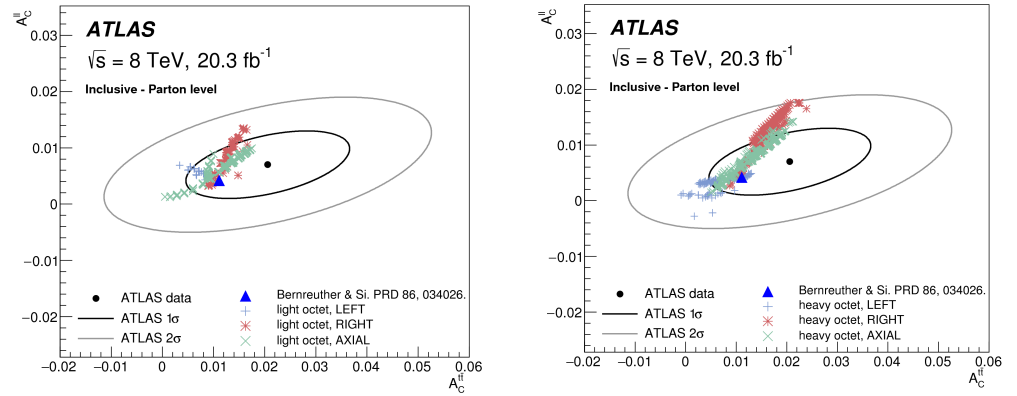 A_C^ll
ATLAS
√s = 8 TeV, 20.3 fb⁻¹
Inclusive - Parton level
0.03
0.02
0.01
0
−0.01
−0.02
ATLAS data
ATLAS 1σ
ATLAS 2σ
Bernreuther & Si. PRD 86, 034026.
light octet, LEFT
light octet, RIGHT
light octet, AXIAL
−0.02 −0.01 0 0.01 0.02 0.03 0.04 0.05 0.06
A_C^tt̄
A_C^ll
ATLAS
√s = 8 TeV, 20.3 fb⁻¹
Inclusive - Parton level
0.03
0.02
0.01
0
−0.01
−0.02
ATLAS data
ATLAS 1σ
ATLAS 2σ
Bernreuther & Si. PRD 86, 034026.
heavy octet, LEFT
heavy octet, RIGHT
heavy octet, AXIAL
−0.02 −0.01 0 0.01 0.02 0.03 0.04 0.05 0.06
A_C^tt̄